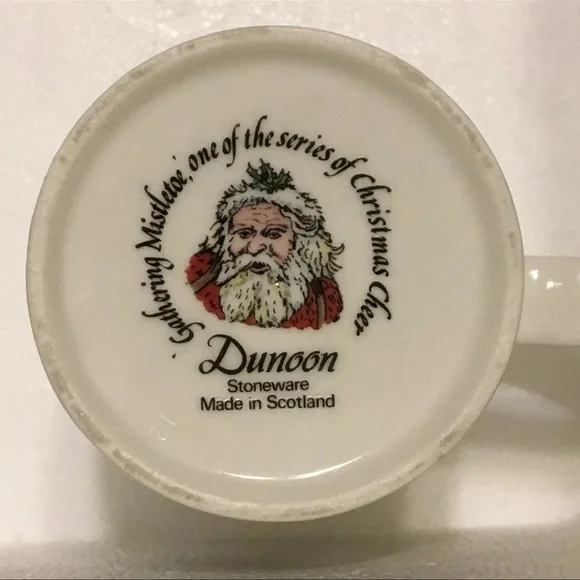 'Gathering Mistletoe', one of the series of Christmas Cheer
Dunoon
Stoneware
Made in Scotland